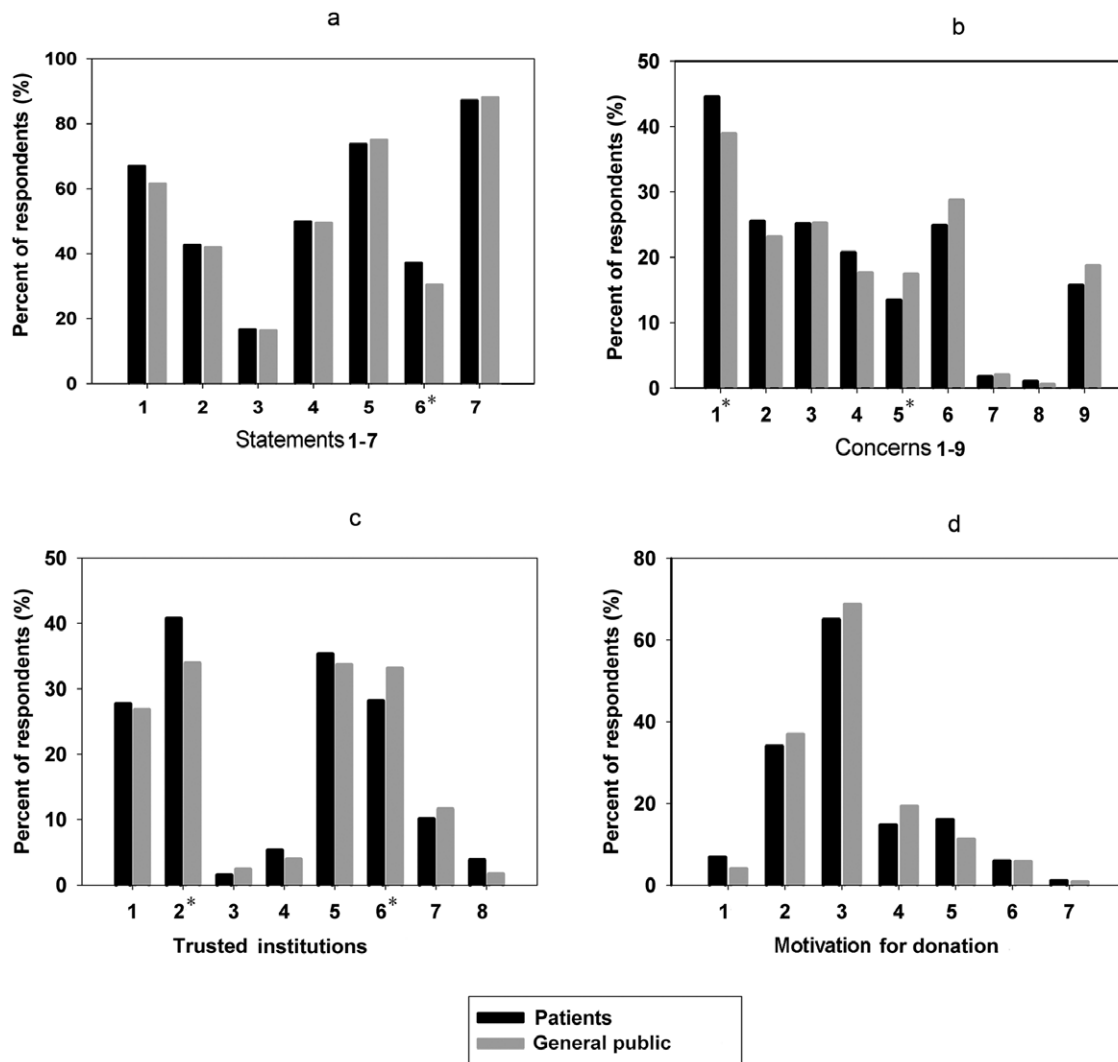 a
Percent of respondents (%)
100
80
60
40
20
0
1 2 3 4 5 6* 7
Statements 1-7
b
Percent of respondents (%)
50
40
30
20
10
0
1* 2 3 4 5* 6 7 8 9
Concerns 1-9
c
Percent of respondents (%)
50
40
30
20
10
0
1 2* 3 4 5 6* 7 8
Trusted institutions
d
Percent of respondents (%)
80
60
40
20
0
1 2 3 4 5 6 7
Motivation for donation
Patients
General public